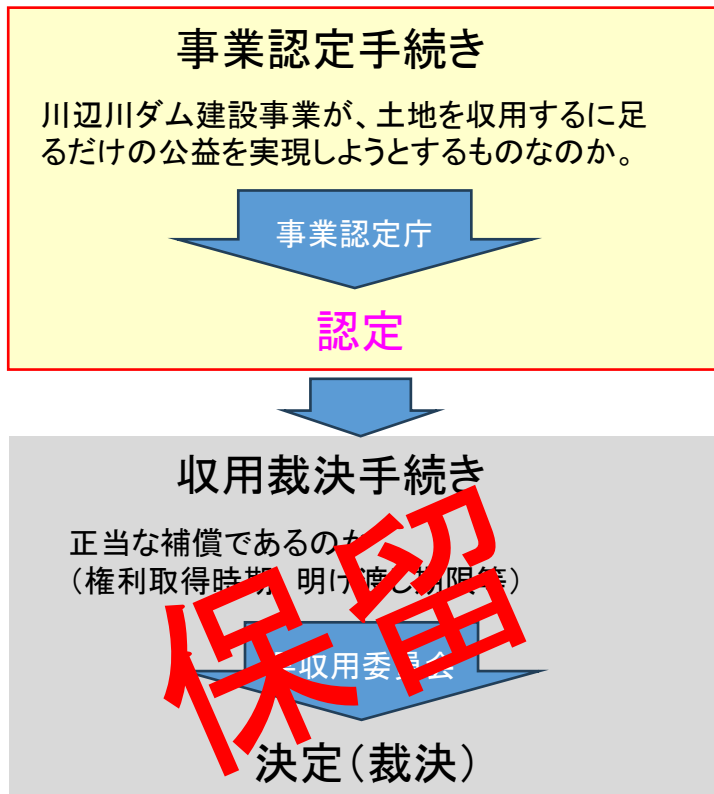 事業認定手続き
川辺川ダム建設事業が、土地を収用するに足
るだけの公益を実現しようとするものなのか。
事業認定庁
認定
収用裁決手続き
正当な補償であるのか
（権利取得時期、明け渡し期限等）
収用委員会
保留
決定（裁決）